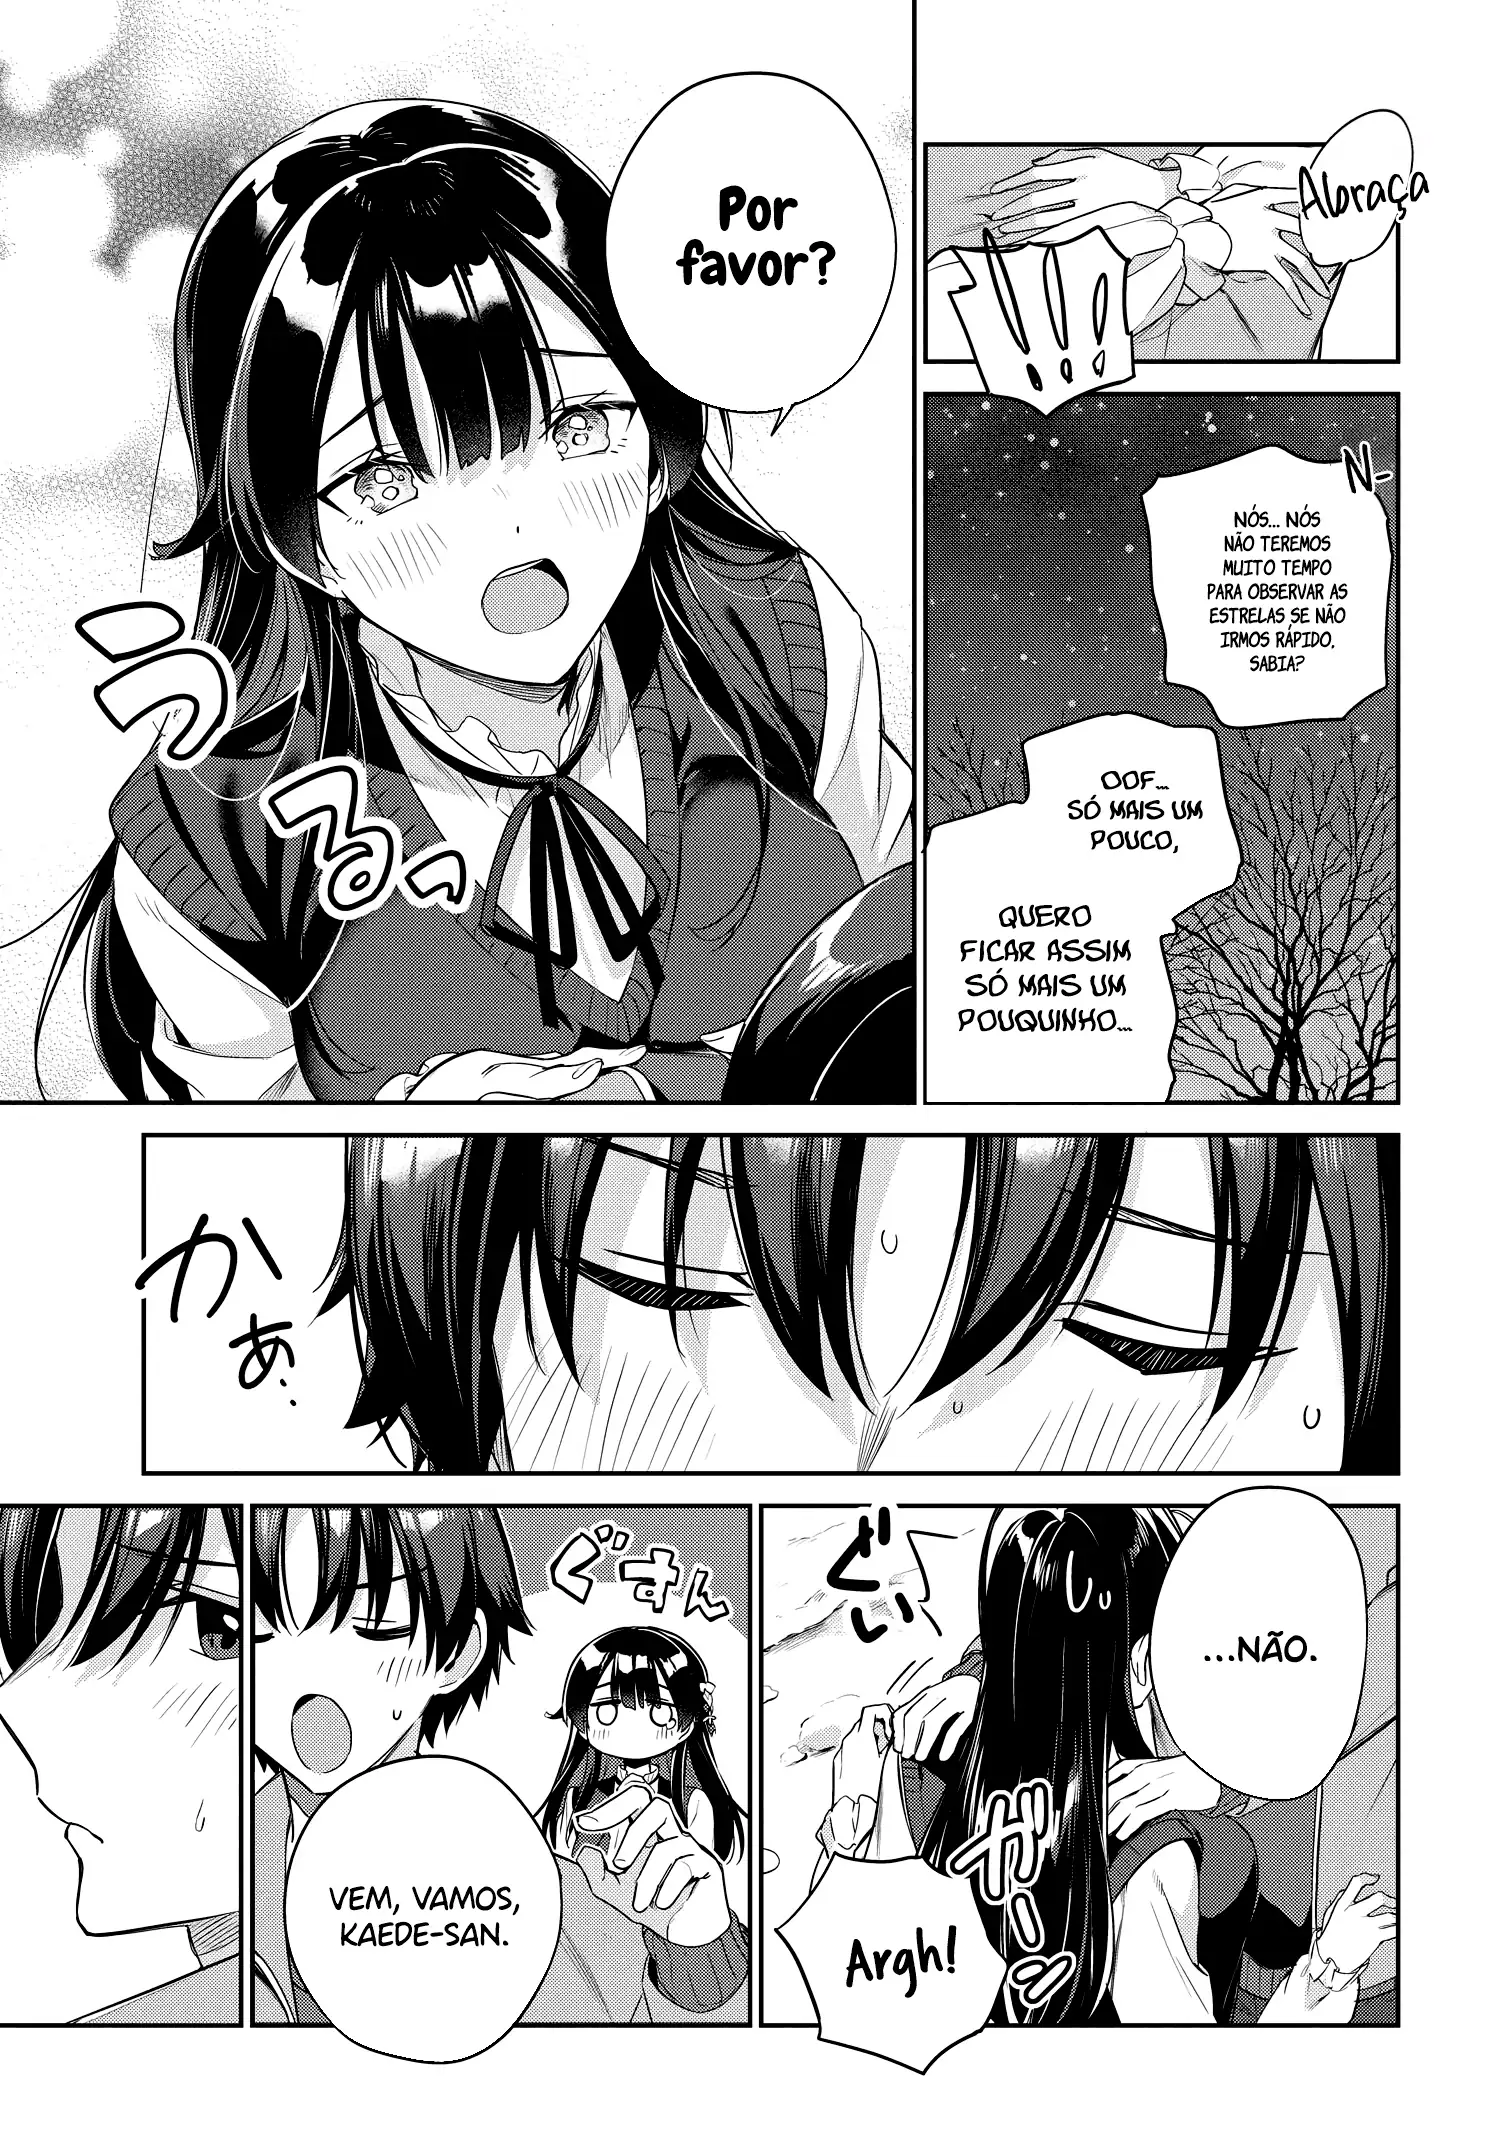 Abraça
!!!
N-
NÓS... NÓS
NÃO TEREMOS
MUITO TEMPO
PARA OBSERVAR AS
ESTRELAS SE NÃO
IRMOS RÁPIDO,
SABIA?
OOF...
SÓ MAIS UM
POUCO,
QUERO
FICAR ASSIM
SÓ MAIS UM
POUQUINHO...
Por
favor?
うるっ
かぁ.
...NÃO.
ぐいっ
ガーン
Argh!
ぐすん
VEM, VAMOS,
KAEDE-SAN.